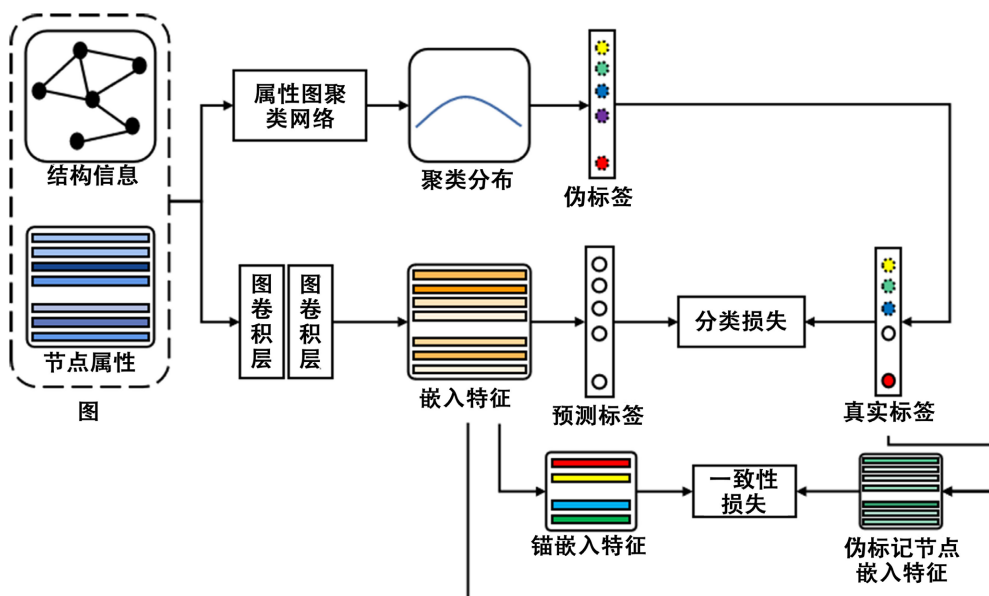 结构信息
节点属性
图
属性图聚
类网络
聚类分布
伪标签
图卷积层
图卷积层
嵌入特征
预测标签
分类损失
真实标签
锚嵌入特征
一致性
损失
伪标记节点
嵌入特征